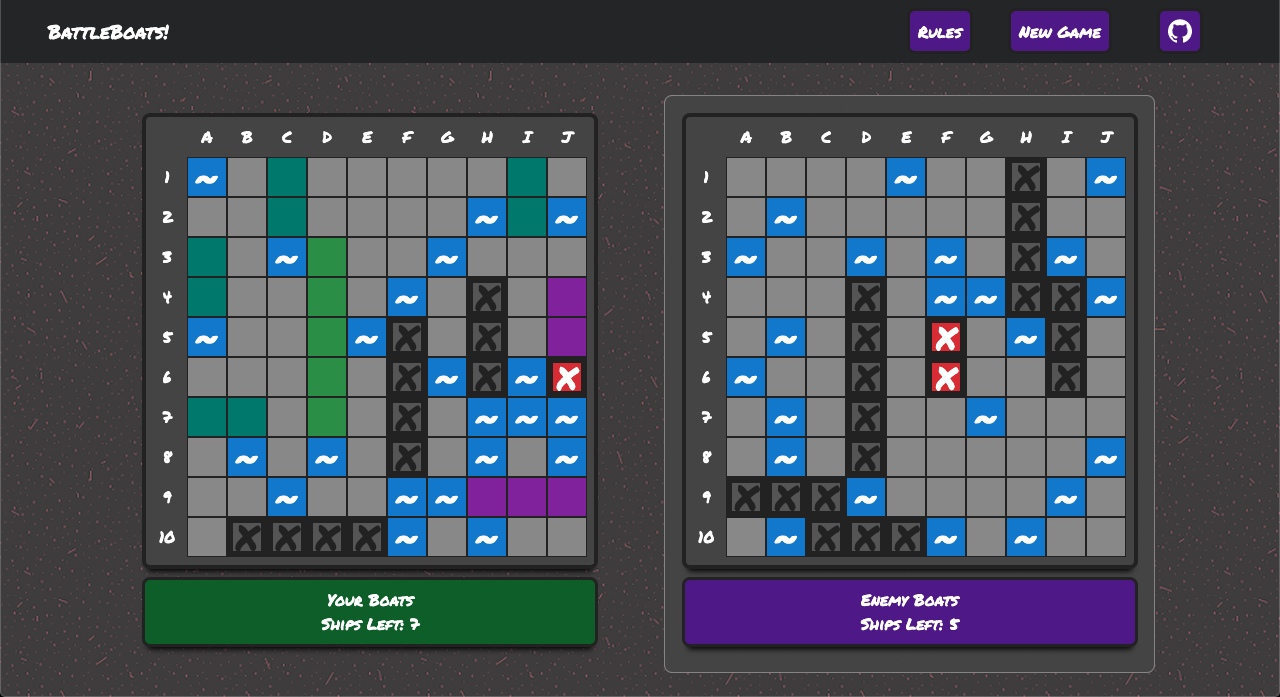 BattleBoats!
Rules
New Game
A B C D E F G H I J
1
2
3
4
5
6
7
8
9
10
Your Boats
Ships Left: 7
A B C D E F G H I J
1
2
3
4
5
6
7
8
9
10
Enemy Boats
Ships Left: 5